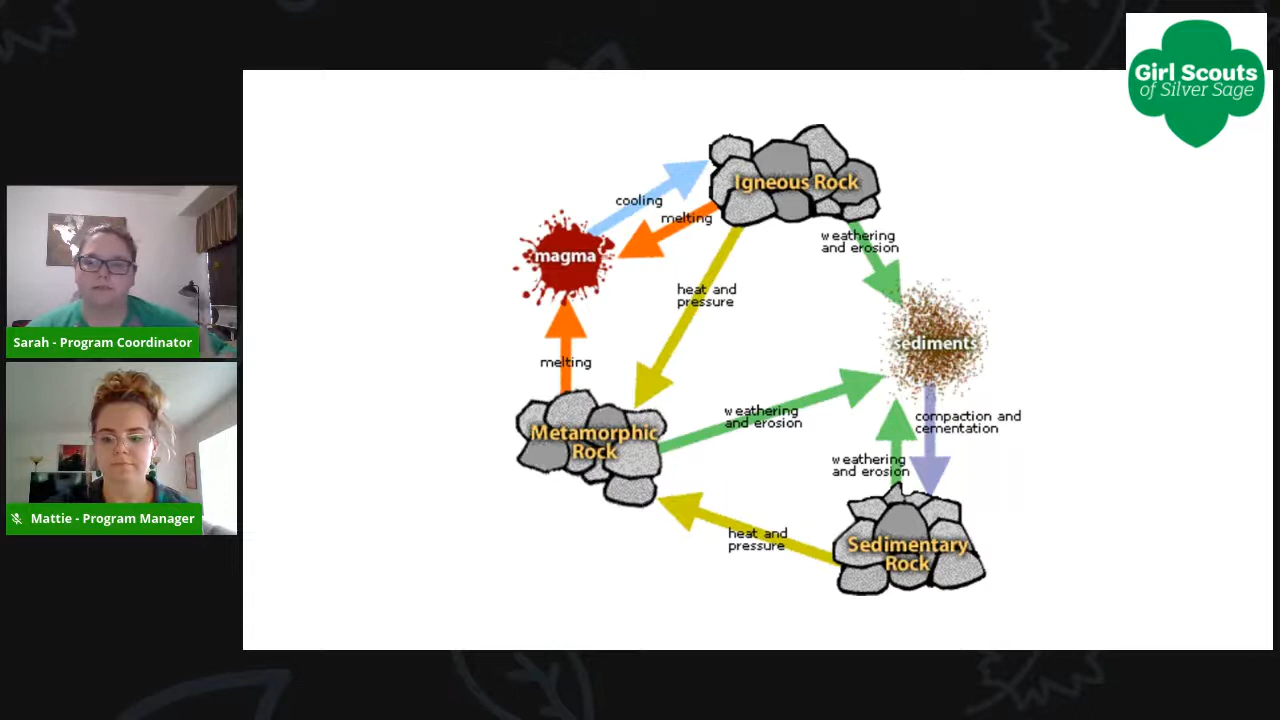 Girl Scouts
of Silver Sage
Igneous Rock
cooling
melting
magma
weathering
and erosion
heat and
pressure
sediments
Sarah - Program Coordinator
melting
weathering
and erosion
compaction and
cementation
Metamorphic
Rock
weathering
and erosion
Mattie - Program Manager
heat and
pressure
Sedimentary
Rock